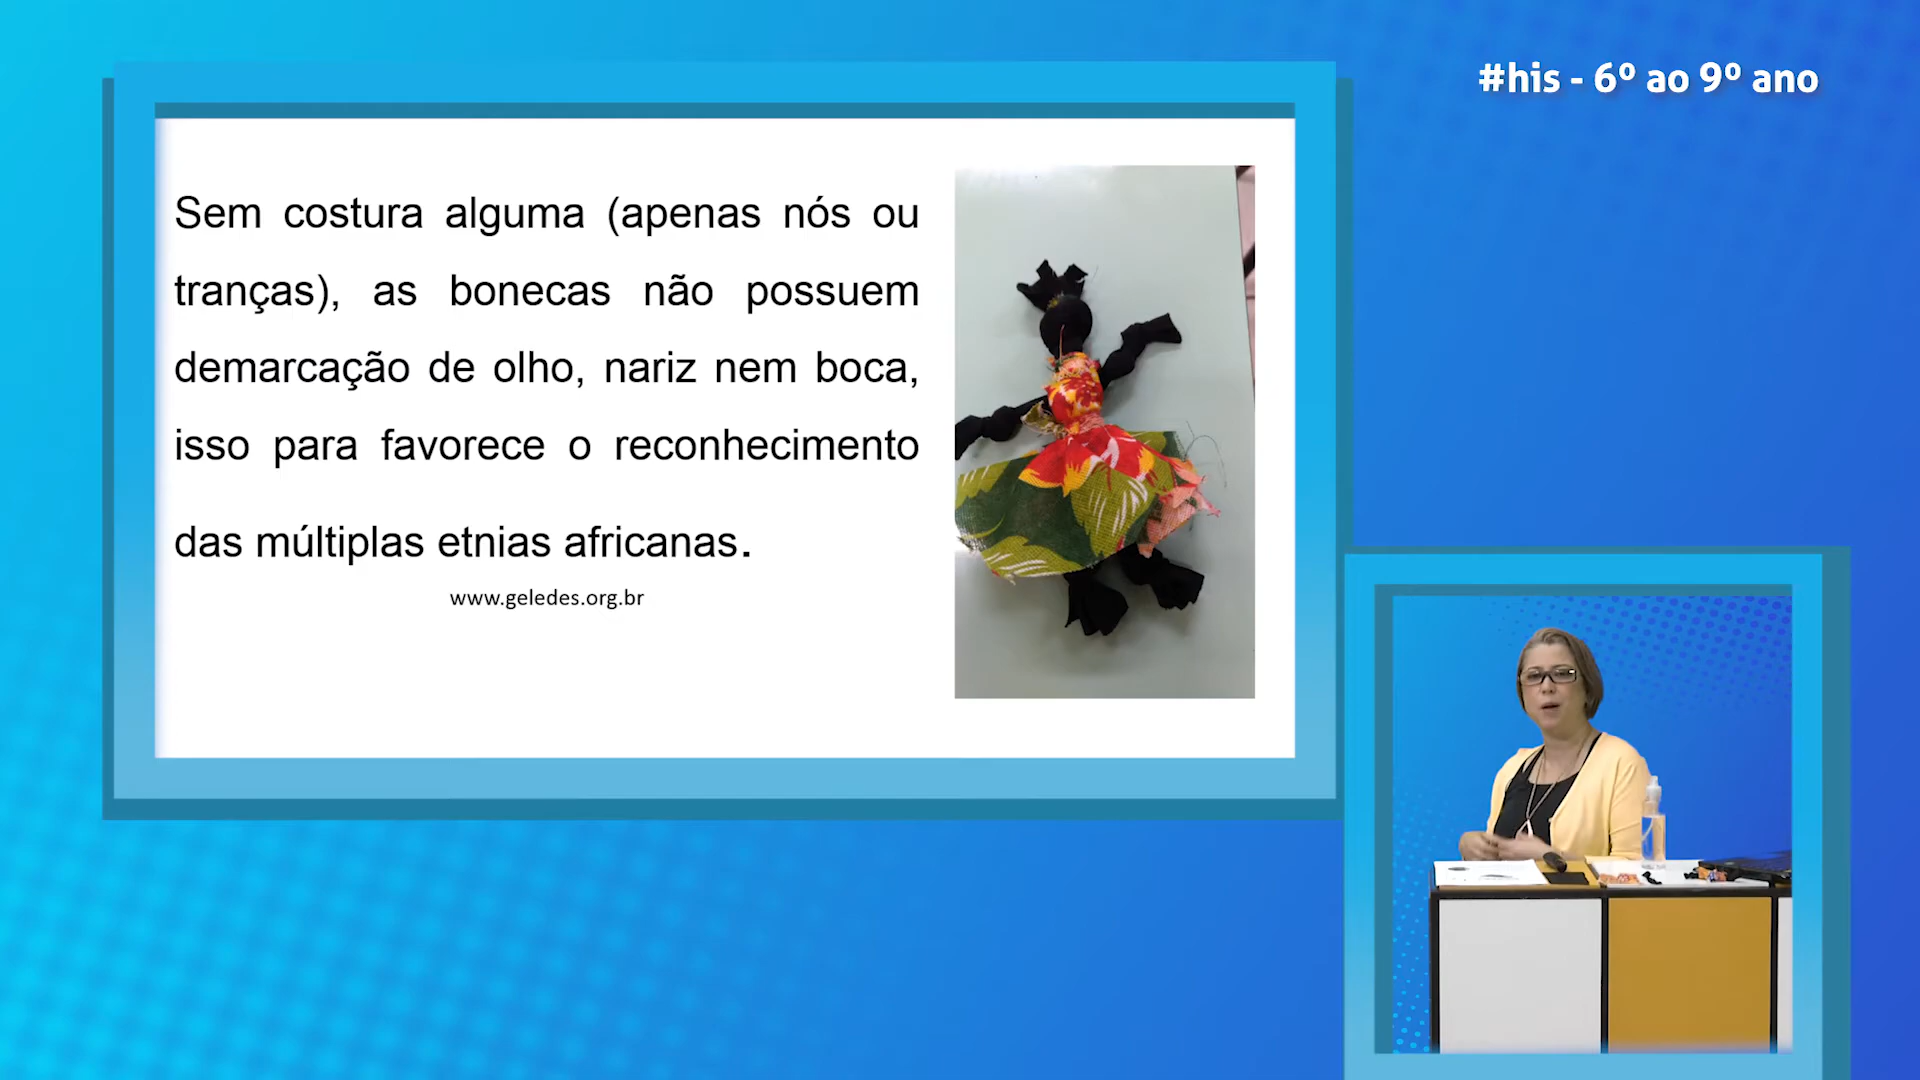 #his - 6º ao 9º ano
Sem costura alguma (apenas nós ou
tranças), as bonecas não possuem
demarcação de olho, nariz nem boca,
isso para favorece o reconhecimento
das múltiplas etnias africanas.
www.geledes.org.br